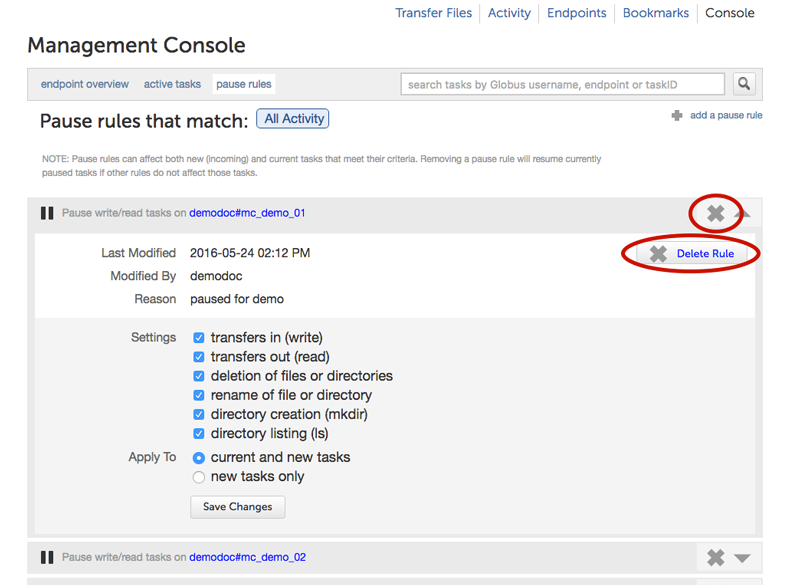 Transfer Files Activity Endpoints Bookmarks Console
Management Console
endpoint overview active tasks pause rules search tasks by Globus username, endpoint or taskID
Pause rules that match: All Activity add a pause rule
NOTE: Pause rules can affect both new (incoming) and current tasks that meet their criteria. Removing a pause rule will resume currently
paused tasks if other rules do not affect those tasks.
Pause write/read tasks on demodoc#mc_demo_01
Last Modified 2016-05-24 02:12 PM Delete Rule
Modified By demodoc
Reason paused for demo
Settings transfers in (write)
transfers out (read)
deletion of files or directories
rename of file or directory
directory creation (mkdir)
directory listing (ls)
Apply To current and new tasks
new tasks only
Save Changes
Pause write/read tasks on demodoc#mc_demo_02